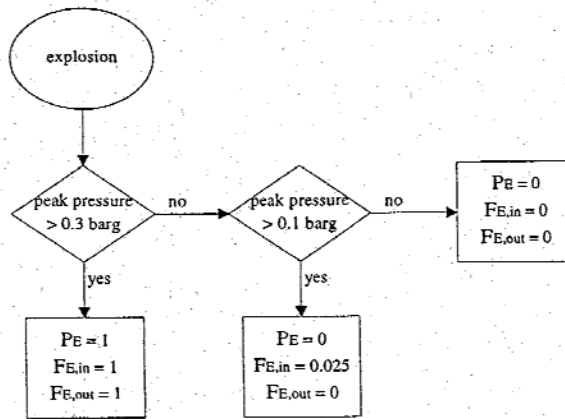 explosion
peak pressure
> 0.3 barg
no
peak pressure
> 0.1 barg
no
PE = 0
FE,in = 0
FE,out = 0
yes
yes
PE = 1
FE,in = 1
FE,out = 1
PE = 0
FE,in = 0.025
FE,out = 0